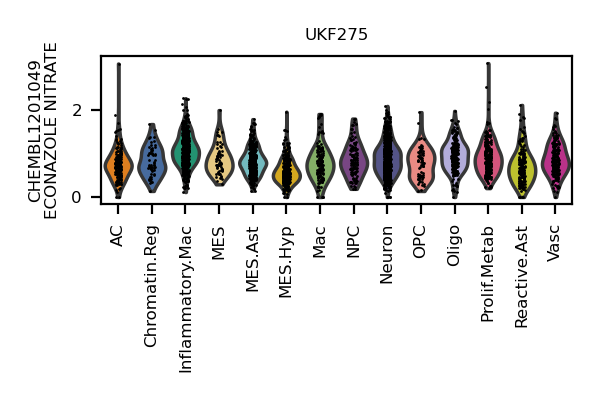 UKF275
CHEMBL1201049
ECONAZOLE NITRATE
2
0
AC
Chromatin.Reg
Inflammatory.Mac
MES
MES.Ast
MES.Hyp
Mac
NPC
Neuron
OPC
Oligo
Prolif.Metab
Reactive.Ast
Vasc